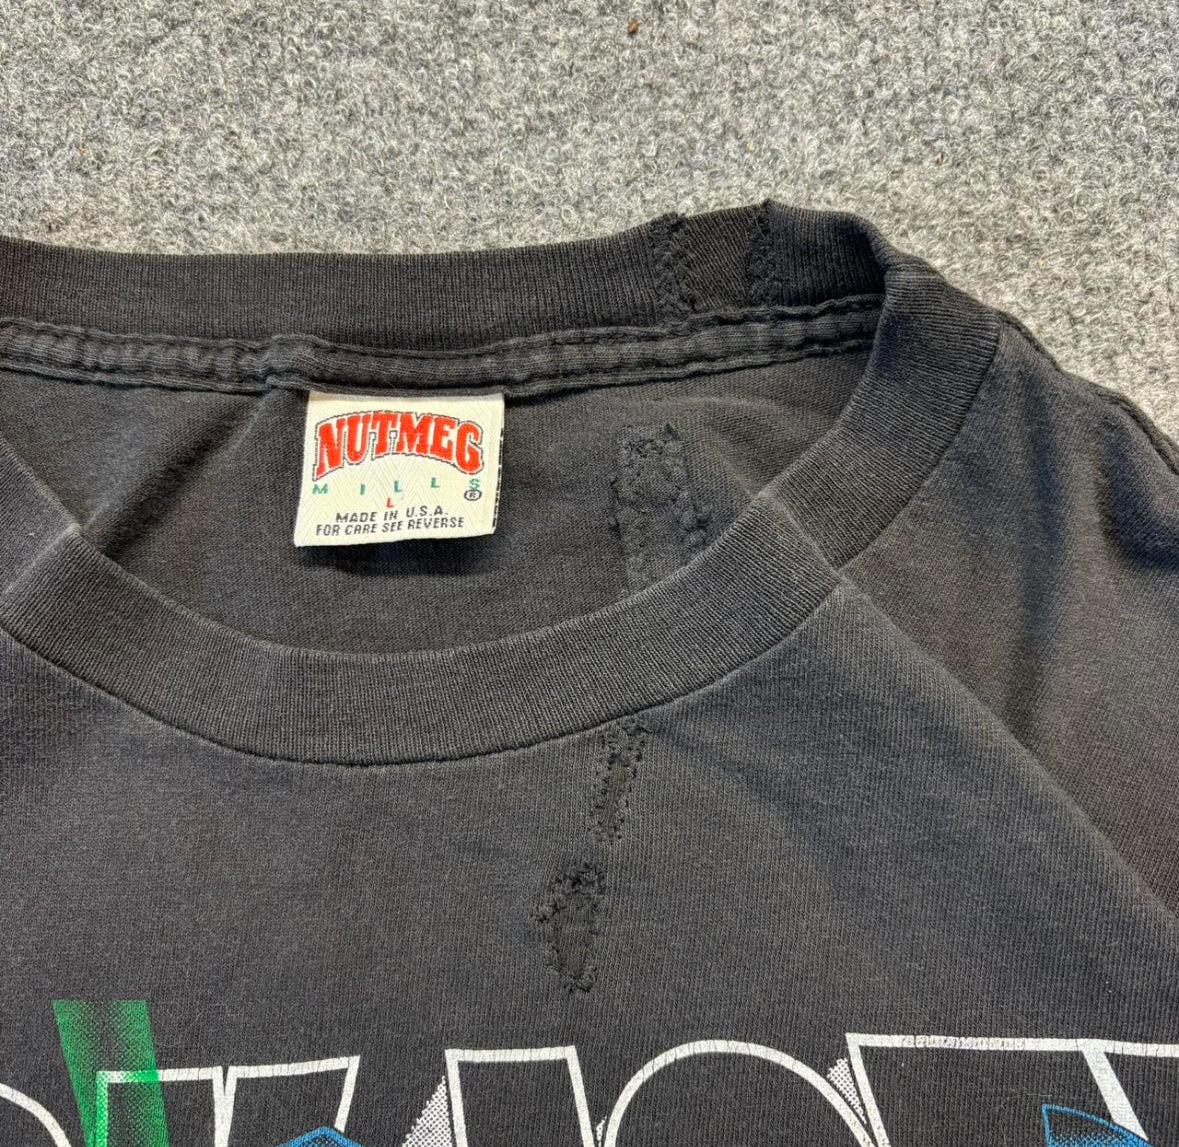 NUTMEG
MILLS®
L
MADE IN U.S.A.
FOR CARE SEE REVERSE